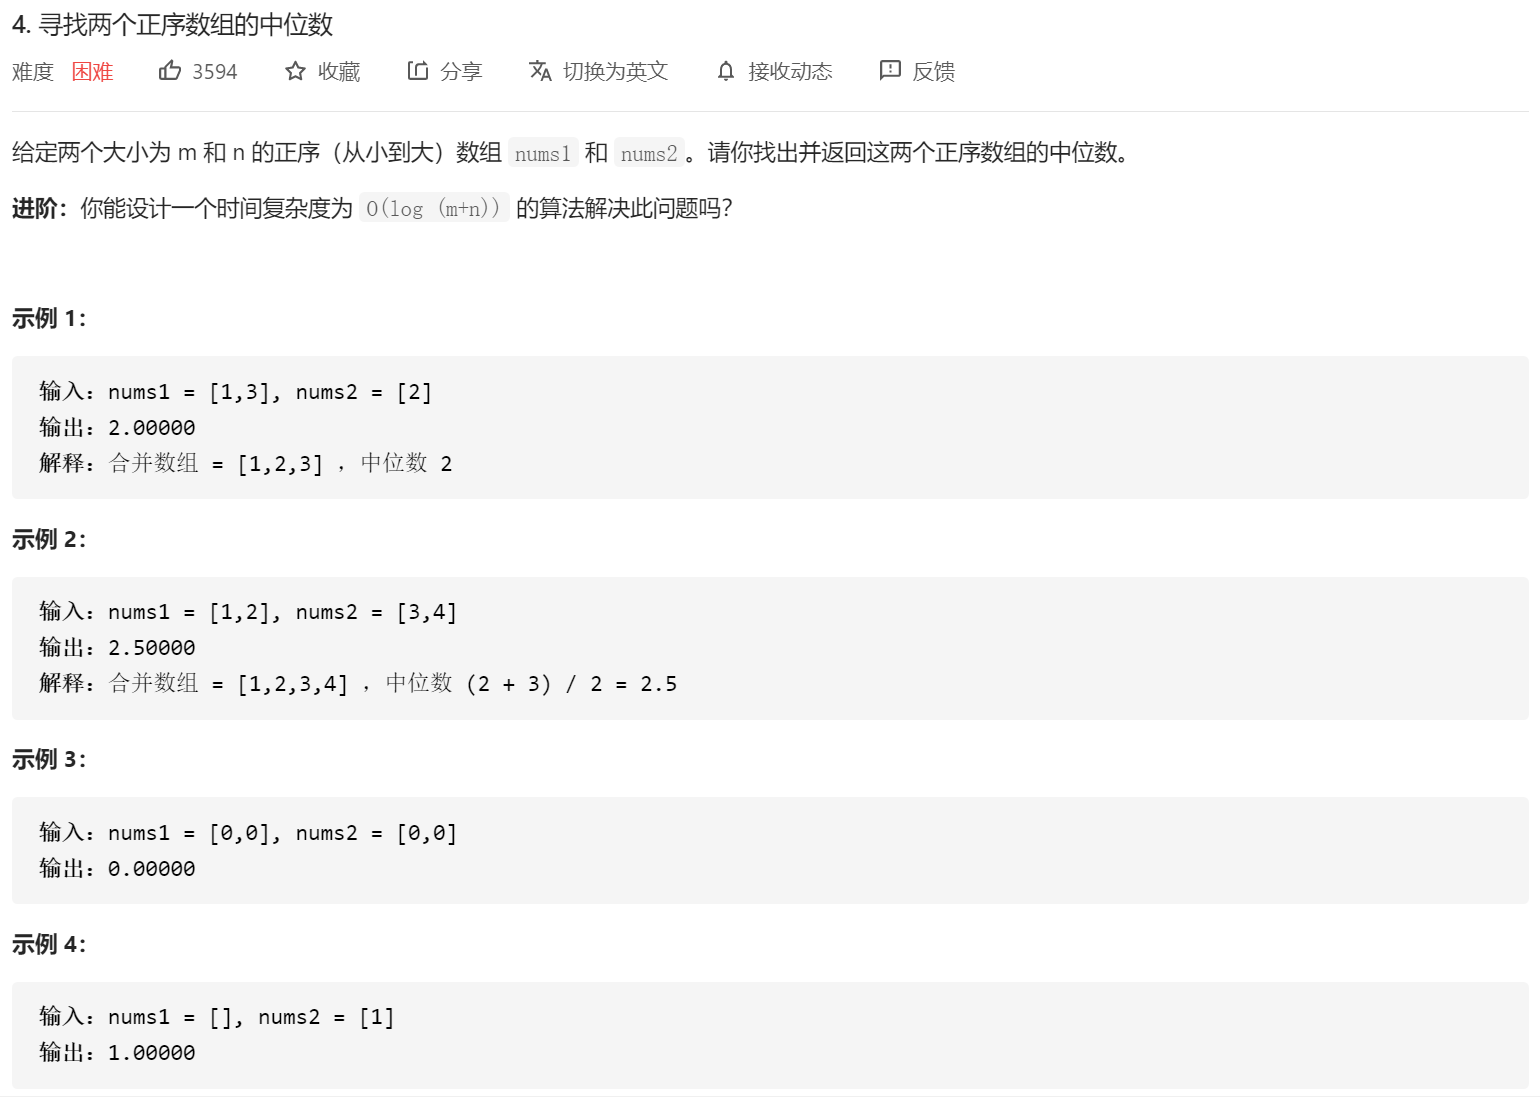 4. 寻找两个正序数组的中位数
难度 困难 3594 收藏 分享 切换为英文 接收动态 反馈
给定两个大小为 m 和 n 的正序（从小到大）数组 nums1 和 nums2。请你找出并返回这两个正序数组的中位数。
进阶：你能设计一个时间复杂度为 O(log (m+n)) 的算法解决此问题吗？
示例 1：
输入：nums1 = [1,3], nums2 = [2]
输出：2.00000
解释：合并数组 = [1,2,3] ，中位数 2
示例 2：
输入：nums1 = [1,2], nums2 = [3,4]
输出：2.50000
解释：合并数组 = [1,2,3,4] ，中位数 (2 + 3) / 2 = 2.5
示例 3：
输入：nums1 = [0,0], nums2 = [0,0]
输出：0.00000
示例 4：
输入：nums1 = [], nums2 = [1]
输出：1.00000